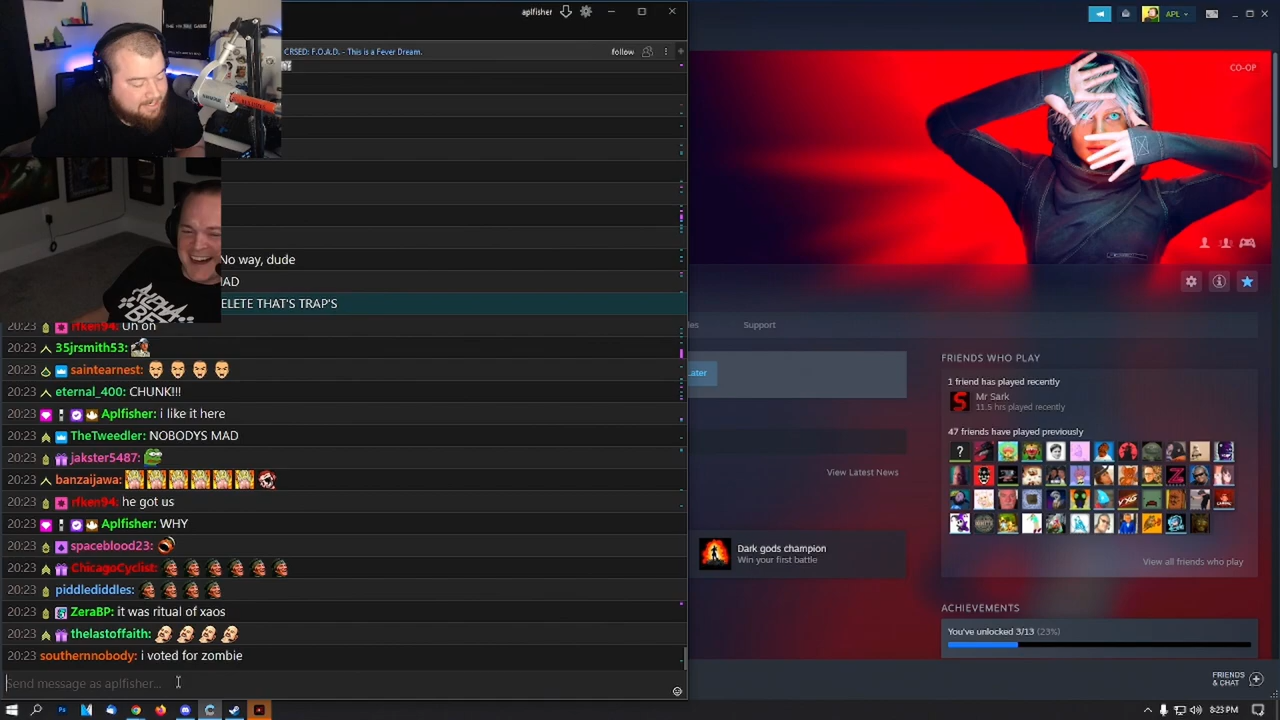 aplfisher
CRSED: F.O.A.D. - This is a Fever Dream.
follow
No way, dude
ELETE THAT'S TRAP'S
20:23 rfken94: Uh oh
20:23 35jrsmith53:
20:23 saintearnest:
20:23 eternal_400: CHUNK!!!
20:23 Aplfisher: i like it here
20:23 TheTweedler: NOBODYS MAD
20:23 jakster5487:
20:23 banzaijawa:
20:23 rfken94: he got us
20:23 Aplfisher: WHY
20:23 spaceblood23:
20:23 ChicagoCyclist:
20:23 piddlediddles:
20:23 ZeraBP: it was ritual of xaos
20:23 thelastoffaith:
20:23 southernnobody: i voted for zombie
Send message as aplfisher...
APL
CO-OP
Support
Later
View Latest News
Dark gods champion
Win your first battle
FRIENDS WHO PLAY
1 friend has played recently
Mr Sark
11.5 hrs played recently
47 friends have played previously
View all friends who play
ACHIEVEMENTS
You've unlocked 3/13 (23%)
FRIENDS
& CHAT
8:23 PM